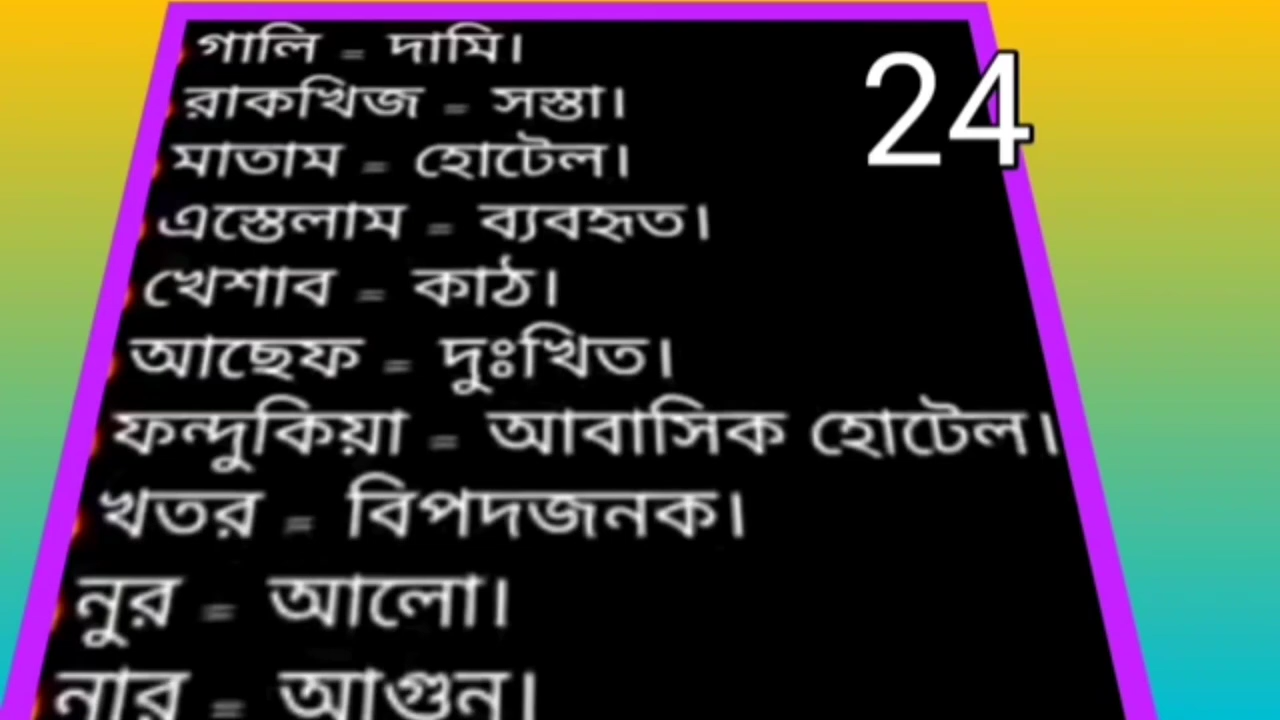 গালি = দামি।
24
রাকখিজ = সস্তা।
মাতাম = হোটেল।
এস্তেলাম = ব্যবহৃত।
খেশাব = কাঠ।
আছেফ = দুঃখিত।
ফন্দুকিয়া = আবাসিক হোটেল।
খতর = বিপদজনক।
নুর = আলো।
নার = আগুন।